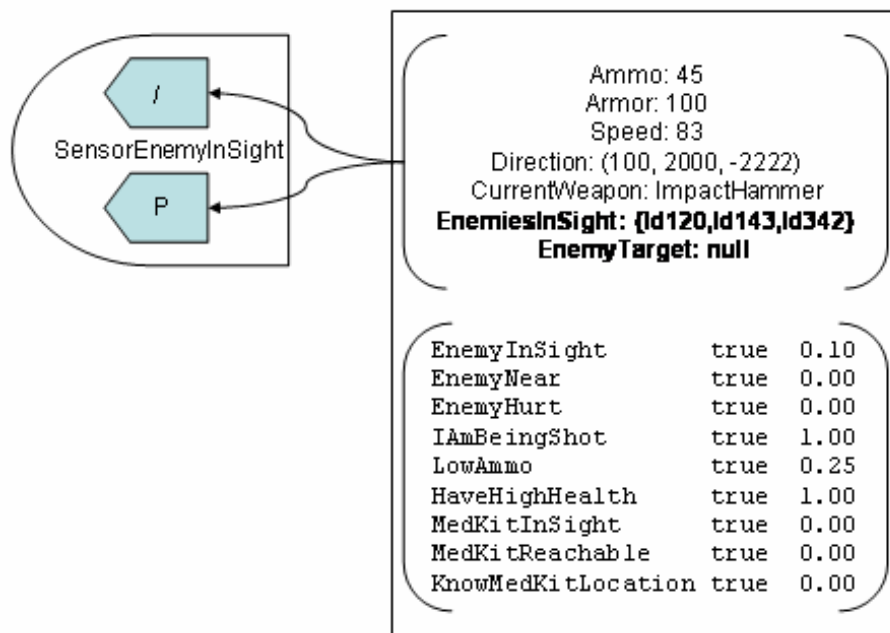 I
SensorEnemyInSight
P
Ammo: 45
Armor: 100
Speed: 83
Direction: (100, 2000, -2222)
CurrentWeapon: ImpactHammer
EnemiesInSight: {Id120,Id143,Id342}
EnemyTarget: null
EnemyInSight true 0.10
EnemyNear true 0.00
EnemyHurt true 0.00
IAmBeingShot true 1.00
LowAmmo true 0.25
HaveHighHealth true 1.00
MedKitInSight true 0.00
MedKitReachable true 0.00
KnowMedKitLocation true 0.00